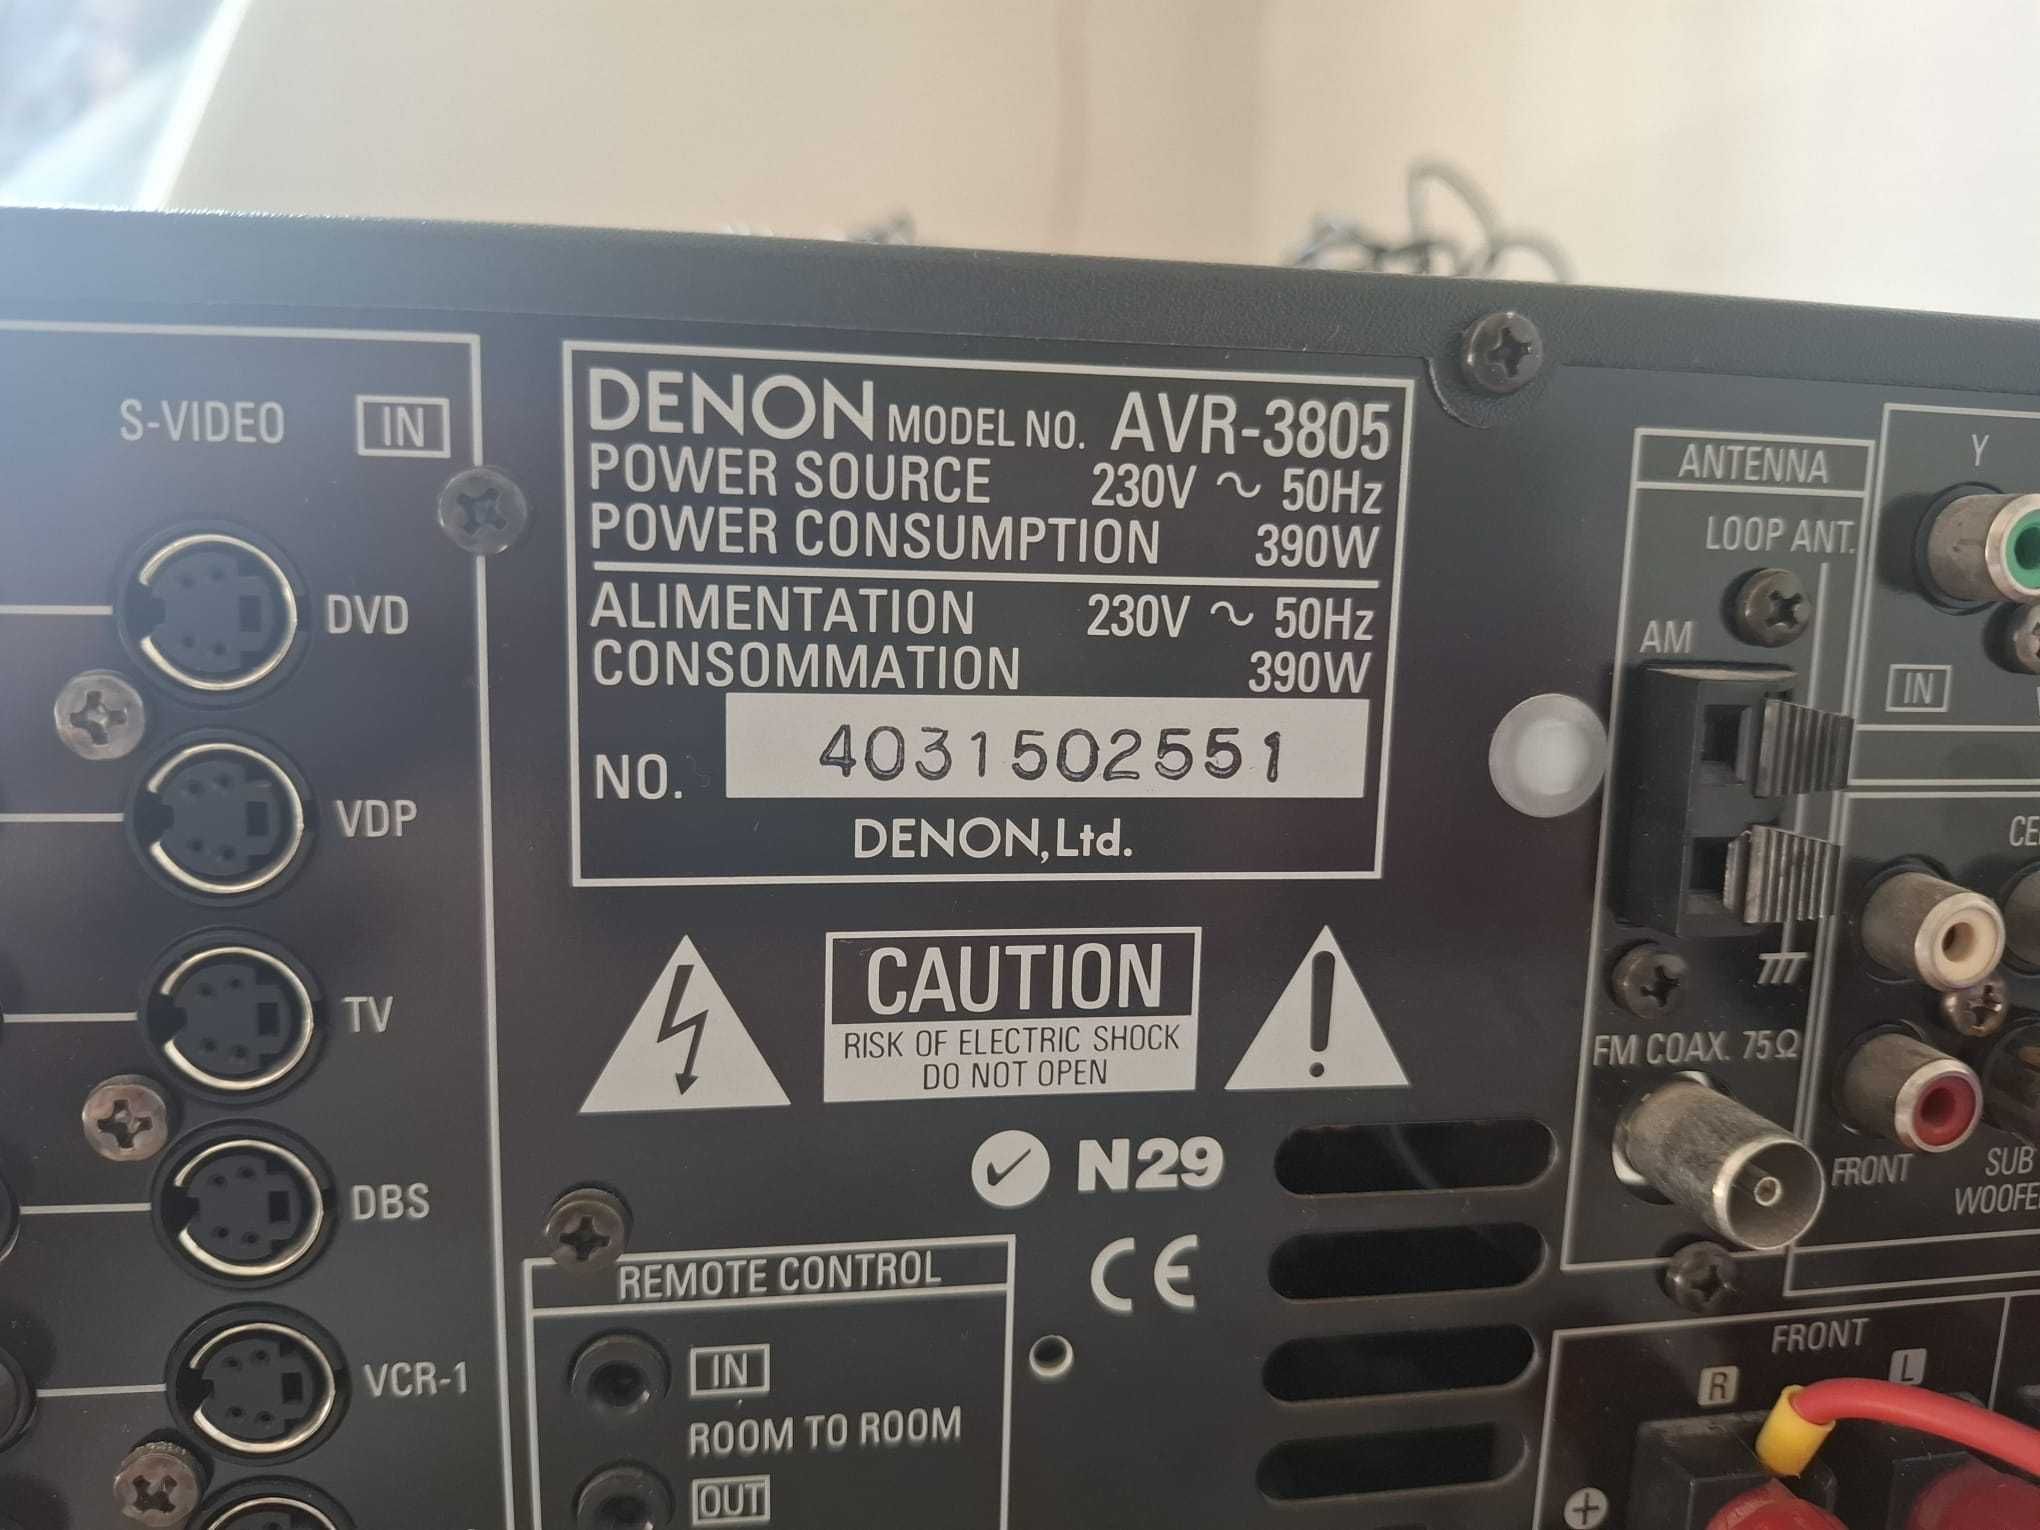 S-VIDEO IN
DVD
VDP
TV
DBS
VCR-1
DENON MODEL NO. AVR-3805
POWER SOURCE 230V ~ 50Hz
POWER CONSUMPTION 390W
ALIMENTATION 230V ~ 50Hz
CONSOMMATION 390W
NO. 4031502551
DENON, Ltd.
CAUTION
RISK OF ELECTRIC SHOCK
DO NOT OPEN
N29
CE
REMOTE CONTROL
IN
ROOM TO ROOM
OUT
ANTENNA
LOOP ANT.
AM
FM COAX. 75Ω
Y
IN
FRONT
SUB
FRONT
R L